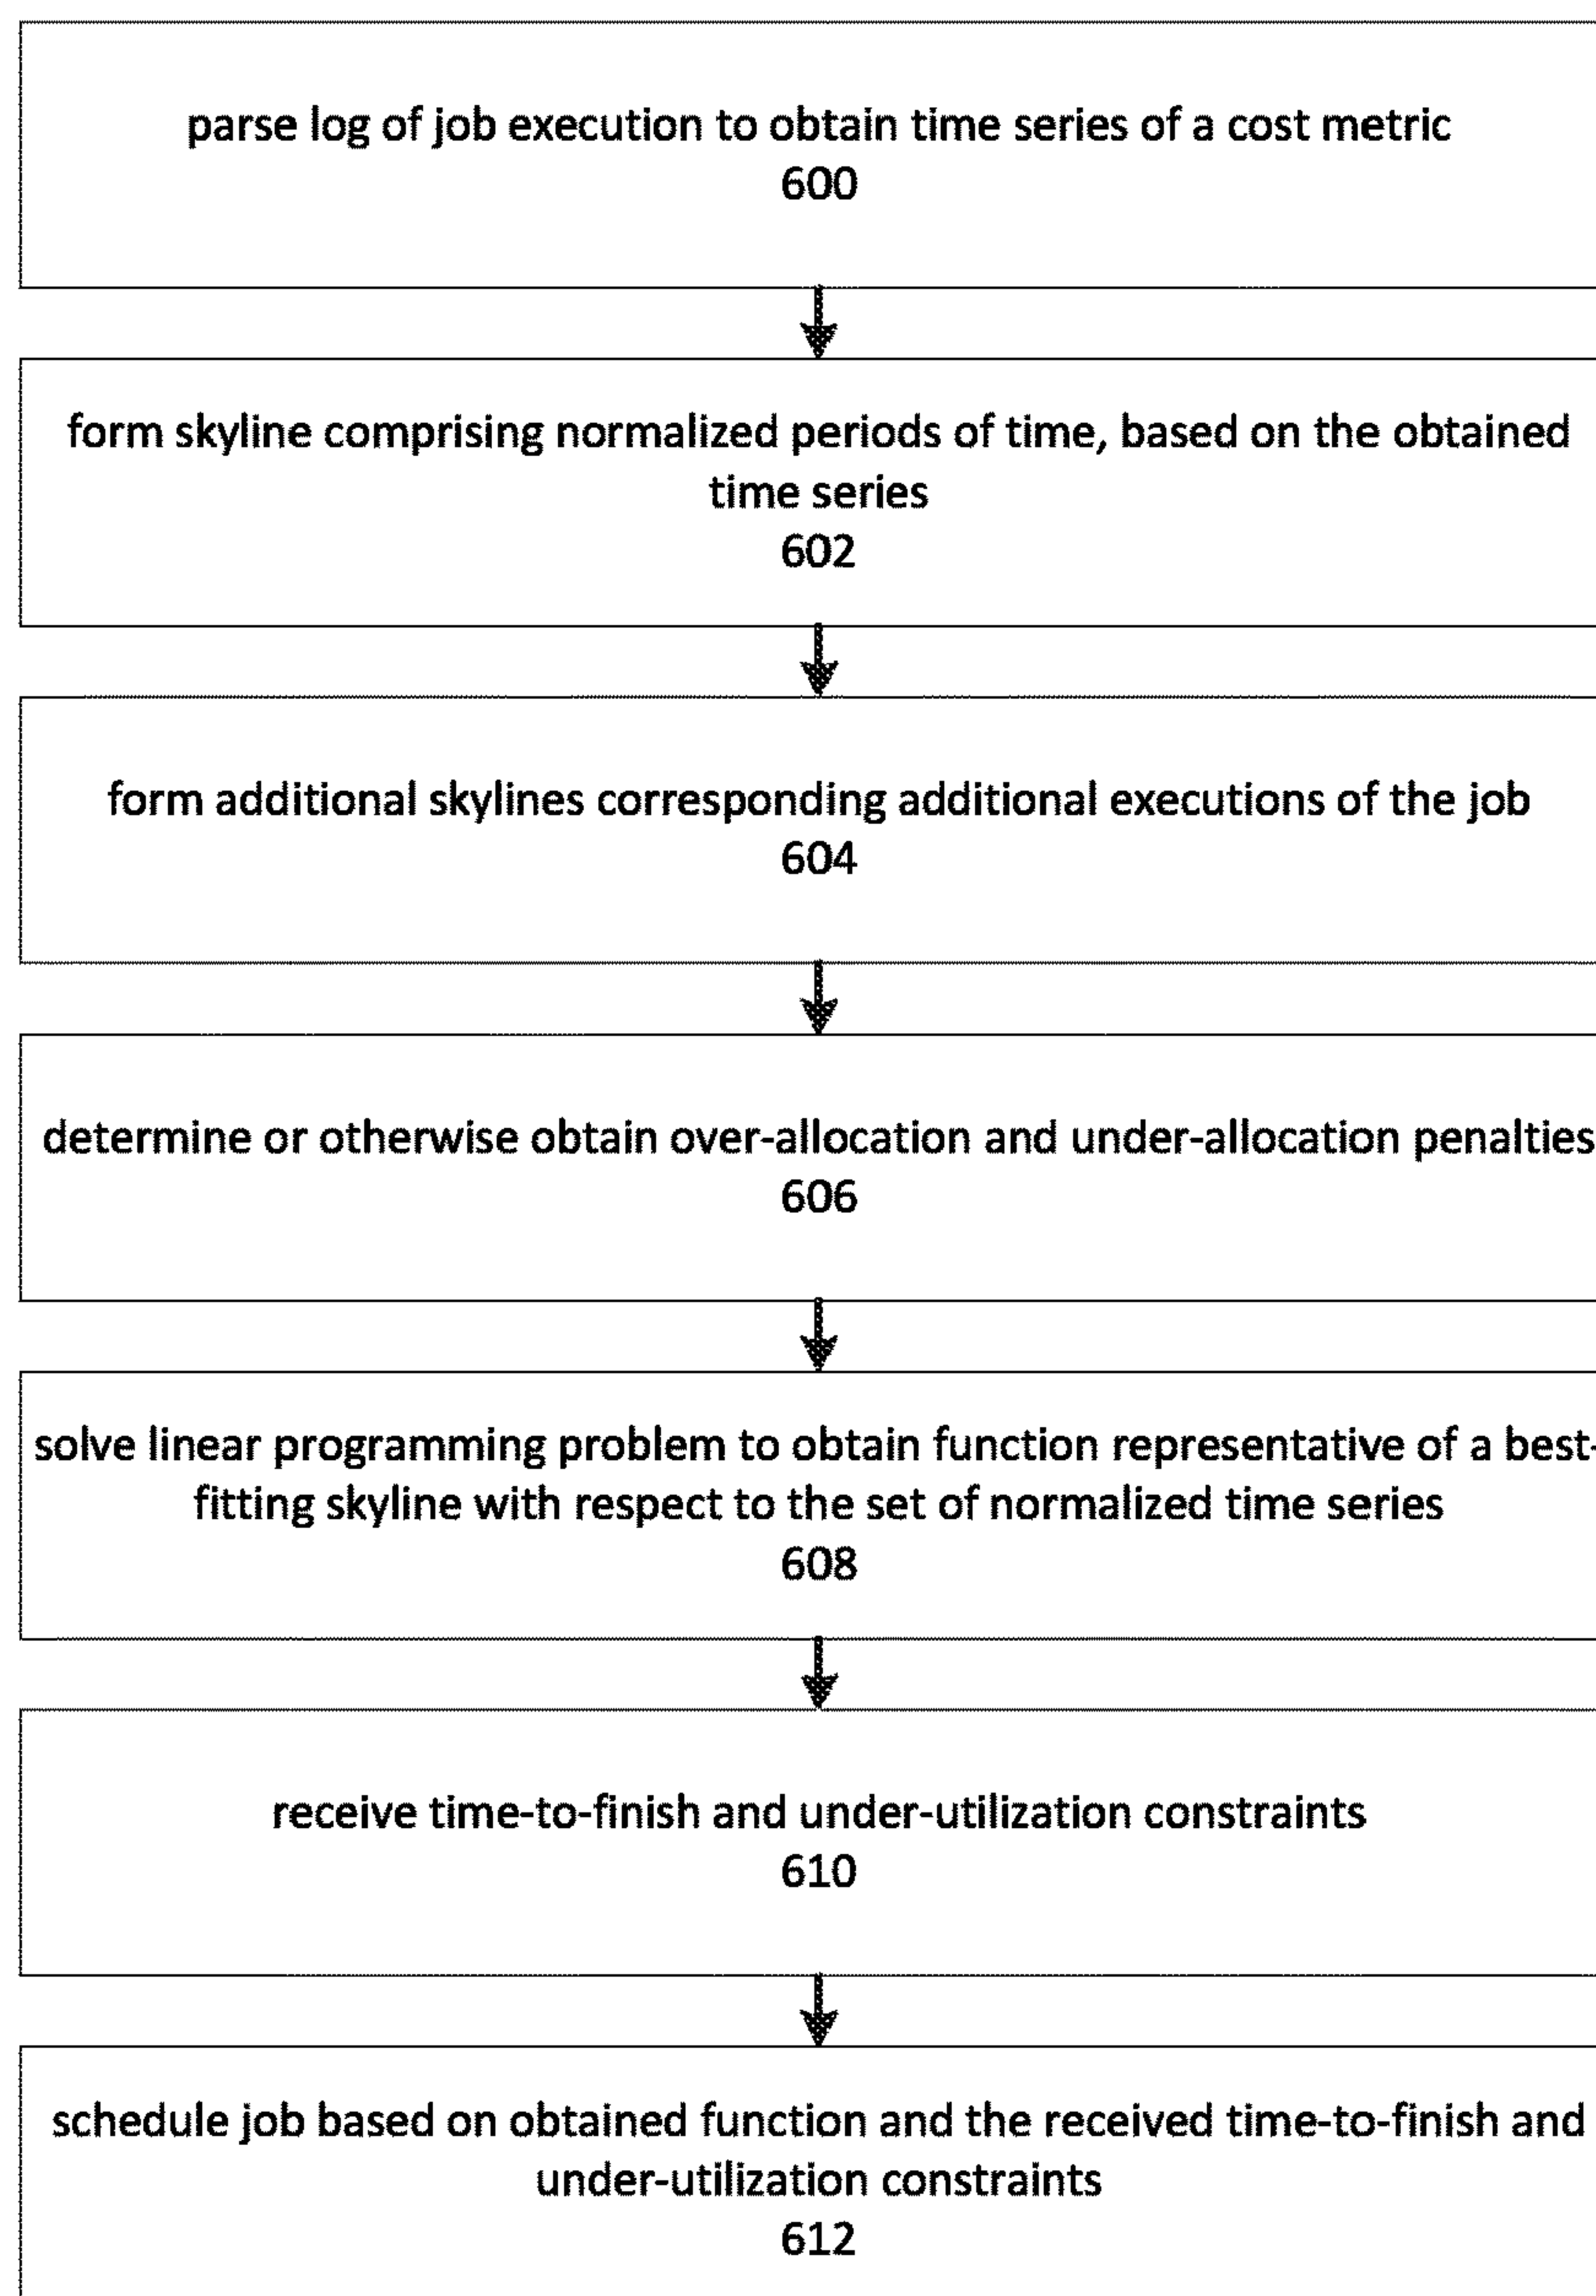 parse log of job execution to obtain time series of a cost metric
600
form skyline comprising normalized periods of time, based on the obtained
time series
602
form additional skylines corresponding additional executions of the job
604
determine or otherwise obtain over-allocation and under-allocation penalties
606
solve linear programming problem to obtain function representative of a best-
fitting skyline with respect to the set of normalized time series
608
receive time-to-finish and under-utilization constraints
610
schedule job based on obtained function and the received time-to-finish and
under-utilization constraints
612